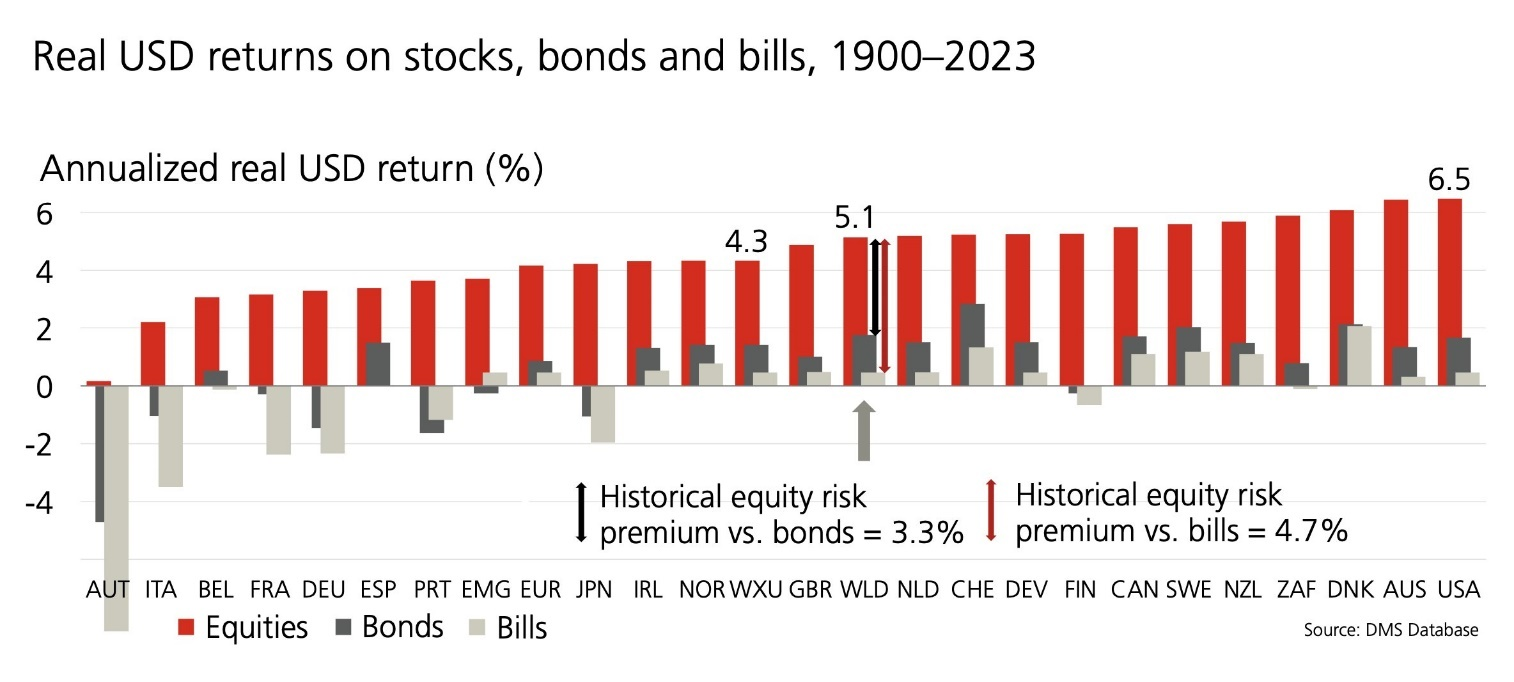 Real USD returns on stocks, bonds and bills, 1900–2023
Annualized real USD return (%)
6.5
6
5.1
4.3
4
2
0
-2
-4
Historical equity risk
premium vs. bonds = 3.3%
Historical equity risk
premium vs. bills = 4.7%
AUT ITA BEL FRA DEU ESP PRT EMG EUR JPN IRL NOR WXU GBR WLD NLD CHE DEV FIN CAN SWE NZL ZAF DNK AUS USA
Equities Bonds Bills
Source: DMS Database